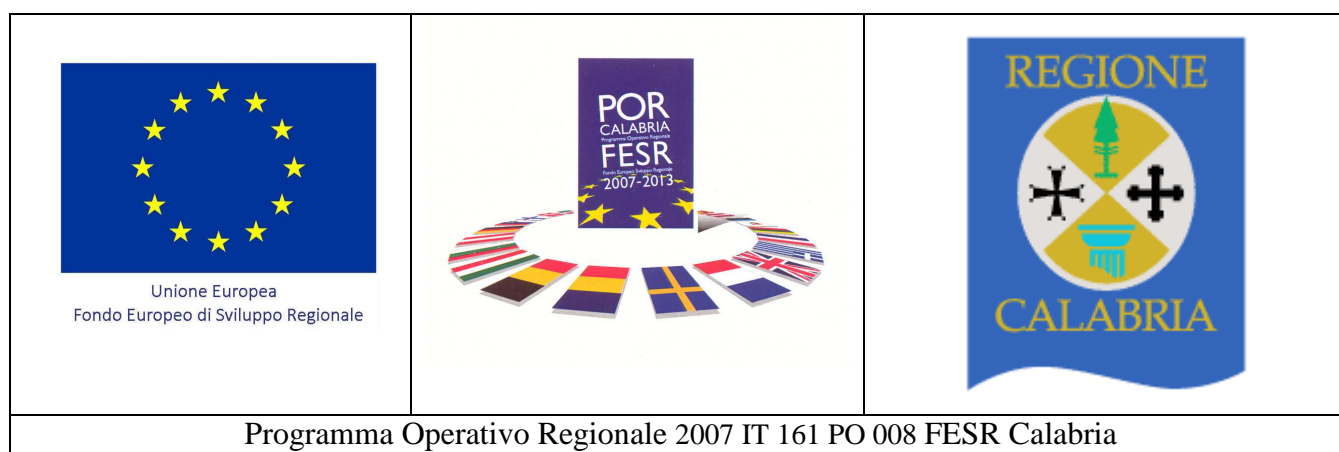 Unione Europea
Fondo Europeo di Sviluppo Regionale
POR
CALABRIA
Programma Operativo Regionale
FESR
Fondo Europeo Sviluppo Regionale
2007-2013
REGIONE
CALABRIA
Programma Operativo Regionale 2007 IT 161 PO 008 FESR Calabria